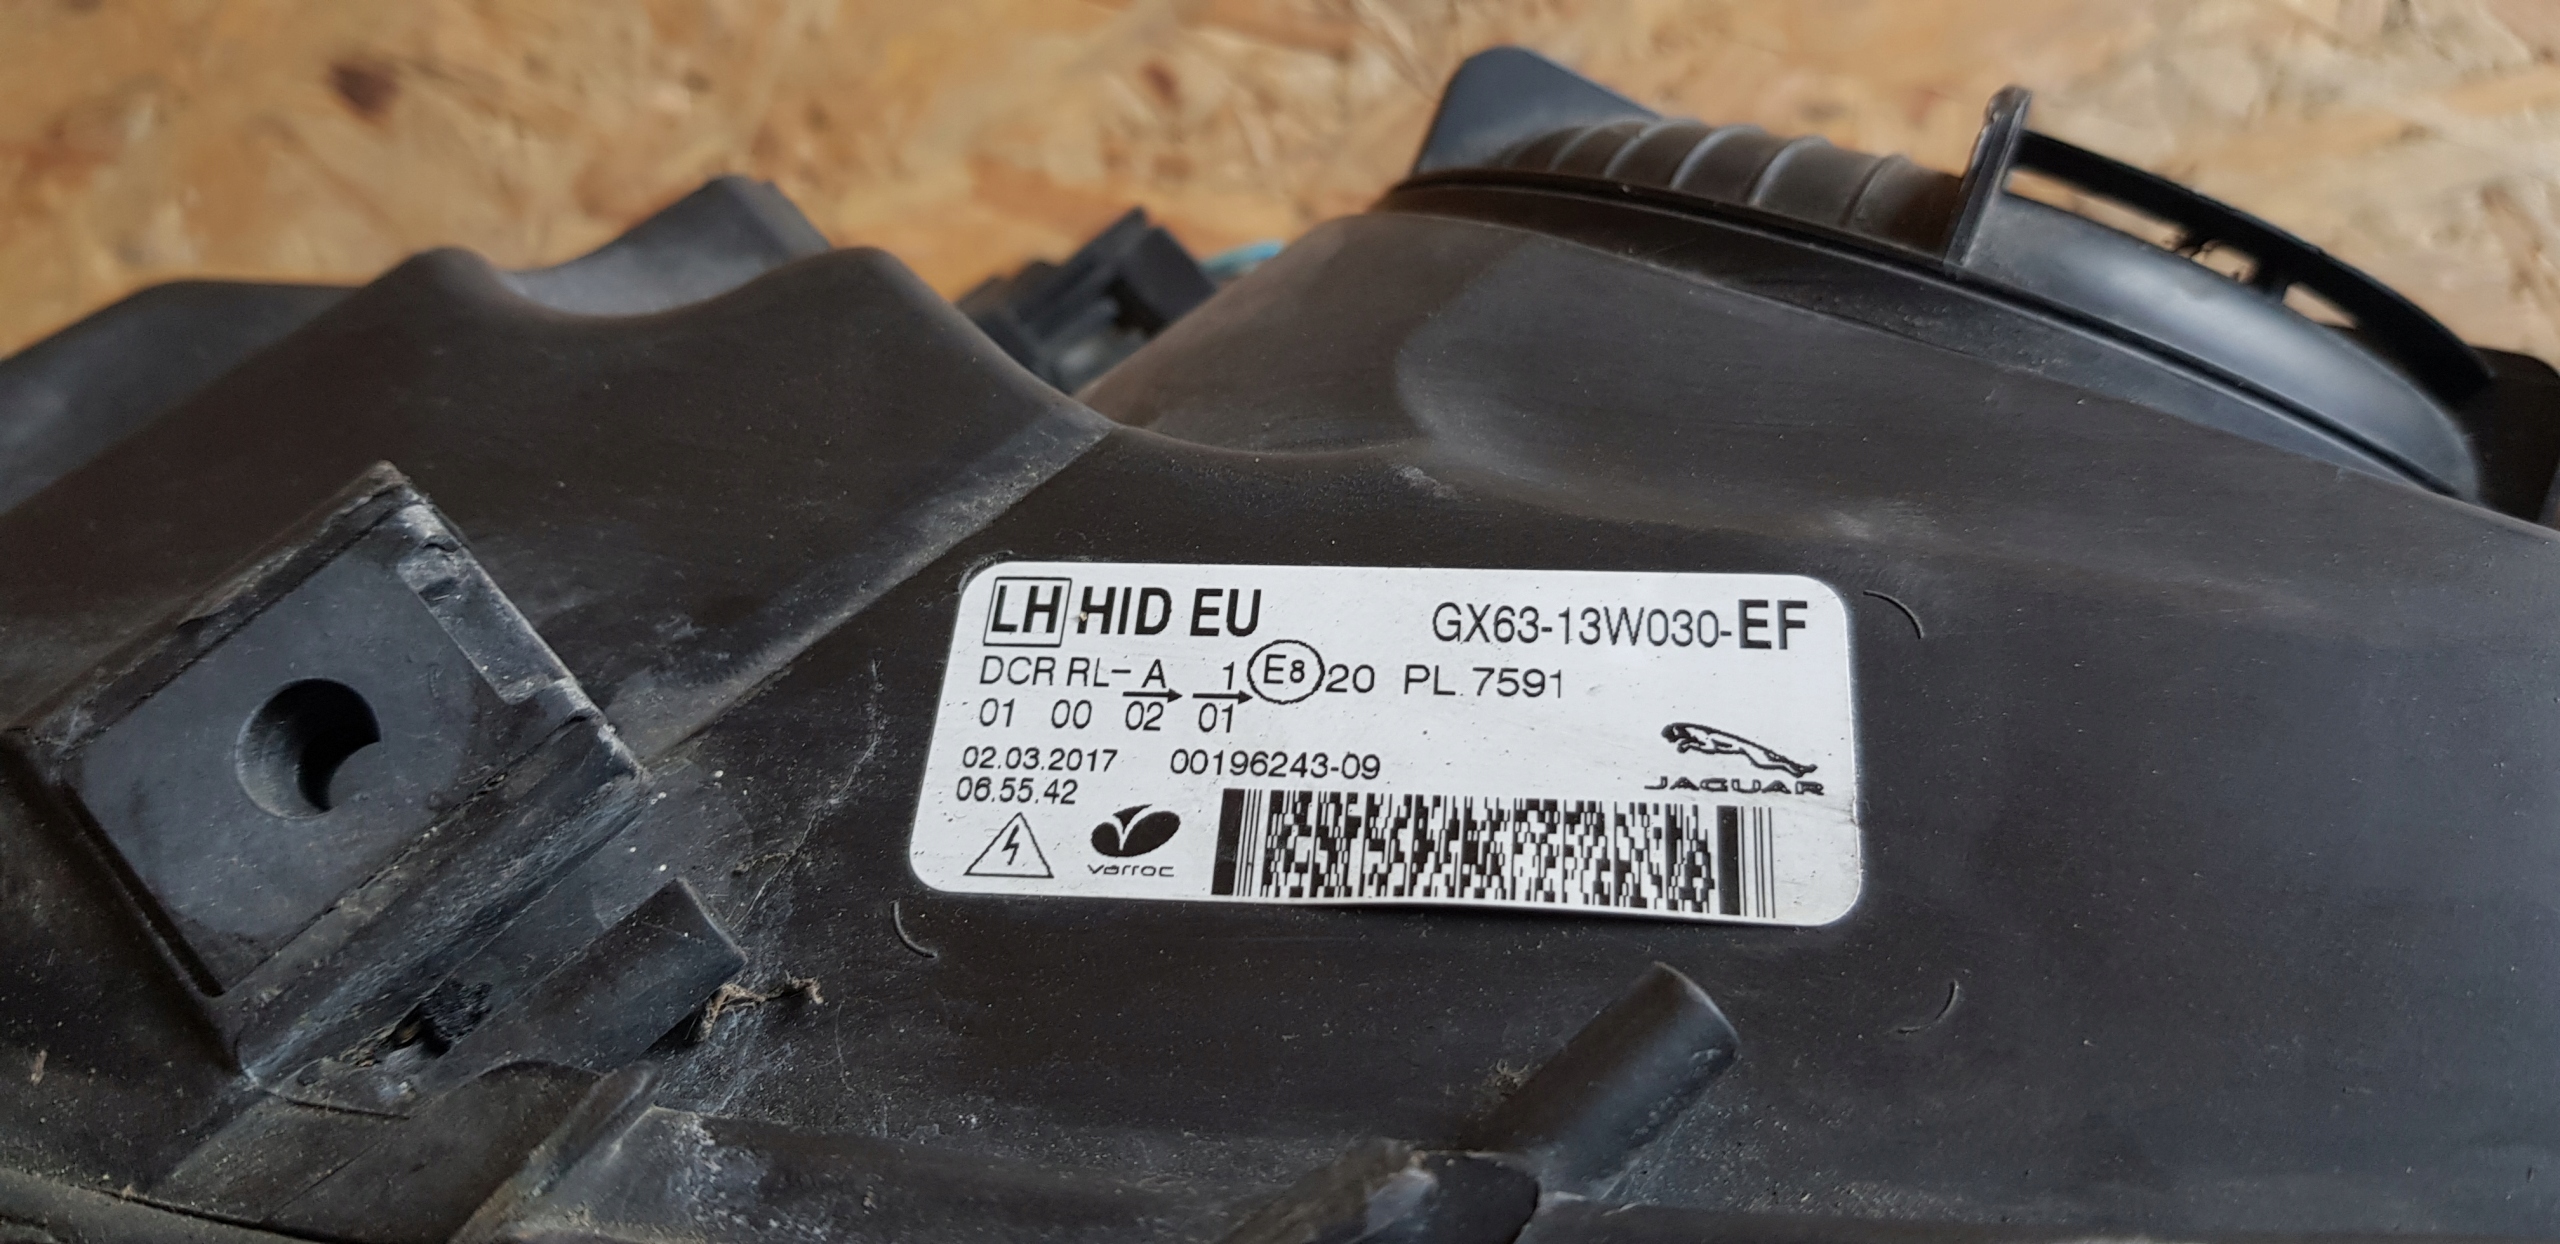 LH HID EU GX63-13W030-EF
DCR RL- A 1 E8 20 PL 7591
01 00 02 01
02.03.2017 00196243-09
06.55.42
JAGUAR
varroc